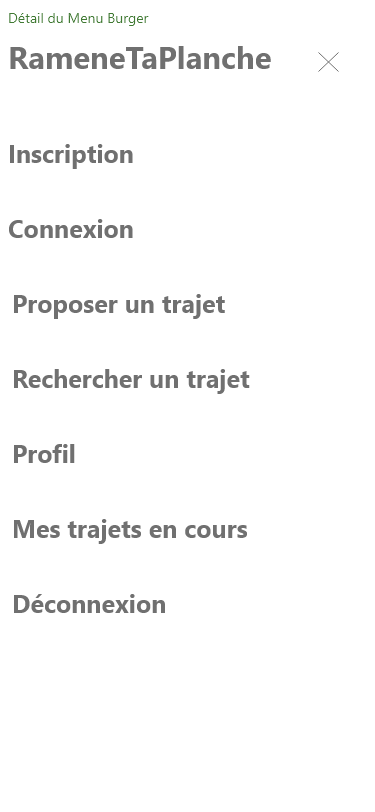 Détail du Menu Burger
RameneTaPlanche
Inscription
Connexion
Proposer un trajet
Rechercher un trajet
Profil
Mes trajets en cours
Déconnexion